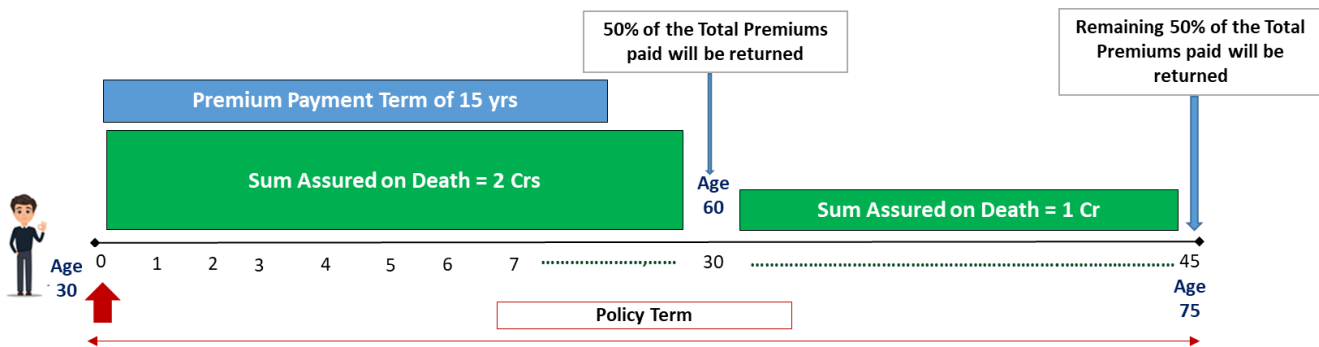 50% of the Total Premiums
paid will be returned
Remaining 50% of the Total
Premiums paid will be
returned
Premium Payment Term of 15 yrs
Sum Assured on Death = 2 Crs
Age
60
Sum Assured on Death = 1 Cr
Age
30
0 1 2 3 4 5 6 7 ........................,...... 30 ............................................................ 45
Age
75
Policy Term